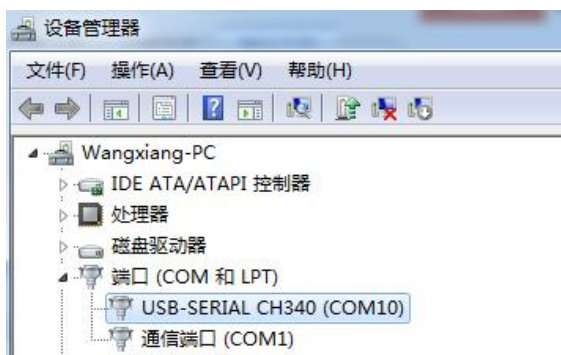 设备管理器
文件(F) 操作(A) 查看(V) 帮助(H)
Wangxiang-PC
IDE ATA/ATAPI 控制器
处理器
磁盘驱动器
端口 (COM 和 LPT)
USB-SERIAL CH340 (COM10)
通信端口 (COM1)